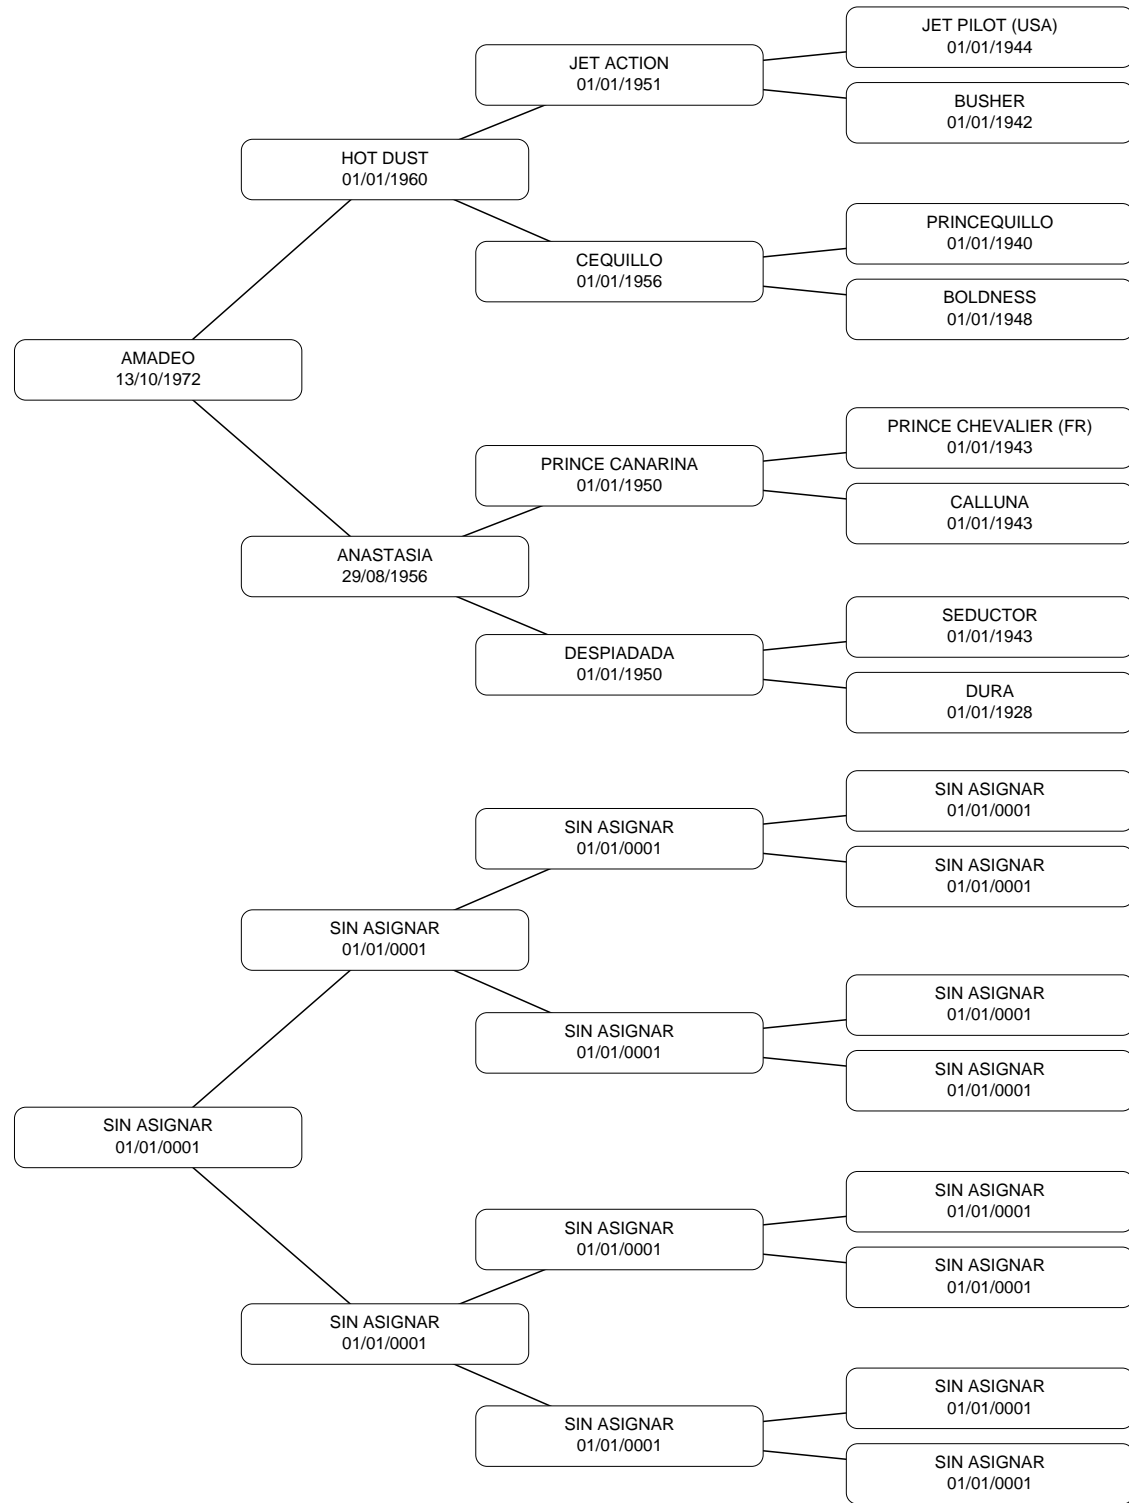 JET PILOT (USA)
01/01/1944
JET ACTION
01/01/1951
BUSHER
01/01/1942
HOT DUST
01/01/1960
PRINCEQUILLO
01/01/1940
CEQUILLO
01/01/1956
BOLDNESS
01/01/1948
AMADEO
13/10/1972
PRINCE CHEVALIER (FR)
01/01/1943
PRINCE CANARINA
01/01/1950
CALLUNA
01/01/1943
ANASTASIA
29/08/1956
SEDUCTOR
01/01/1943
DESPIADADA
01/01/1950
DURA
01/01/1928
SIN ASIGNAR
01/01/0001
SIN ASIGNAR
01/01/0001
SIN ASIGNAR
01/01/0001
SIN ASIGNAR
01/01/0001
SIN ASIGNAR
01/01/0001
SIN ASIGNAR
01/01/0001
SIN ASIGNAR
01/01/0001
SIN ASIGNAR
01/01/0001
SIN ASIGNAR
01/01/0001
SIN ASIGNAR
01/01/0001
SIN ASIGNAR
01/01/0001
SIN ASIGNAR
01/01/0001
SIN ASIGNAR
01/01/0001
SIN ASIGNAR
01/01/0001
SIN ASIGNAR
01/01/0001